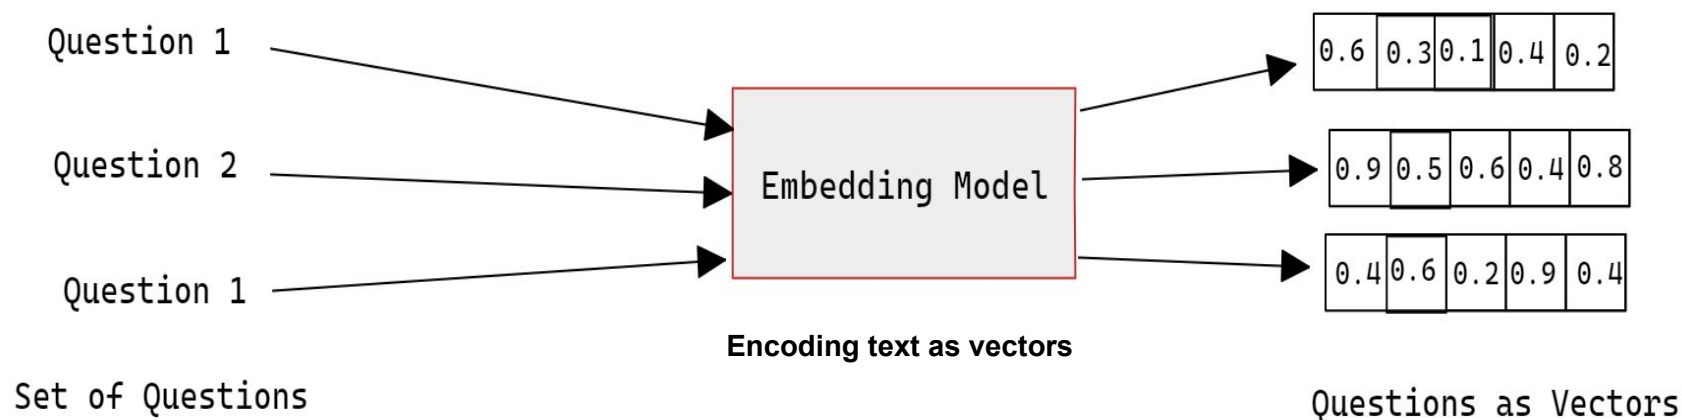 Question 1
0.6 0.3 0.1 0.4 0.2
Question 2
Embedding Model
0.9 0.5 0.6 0.4 0.8
Question 1
0.4 0.6 0.2 0.9 0.4
Encoding text as vectors
Set of Questions
Questions as Vectors